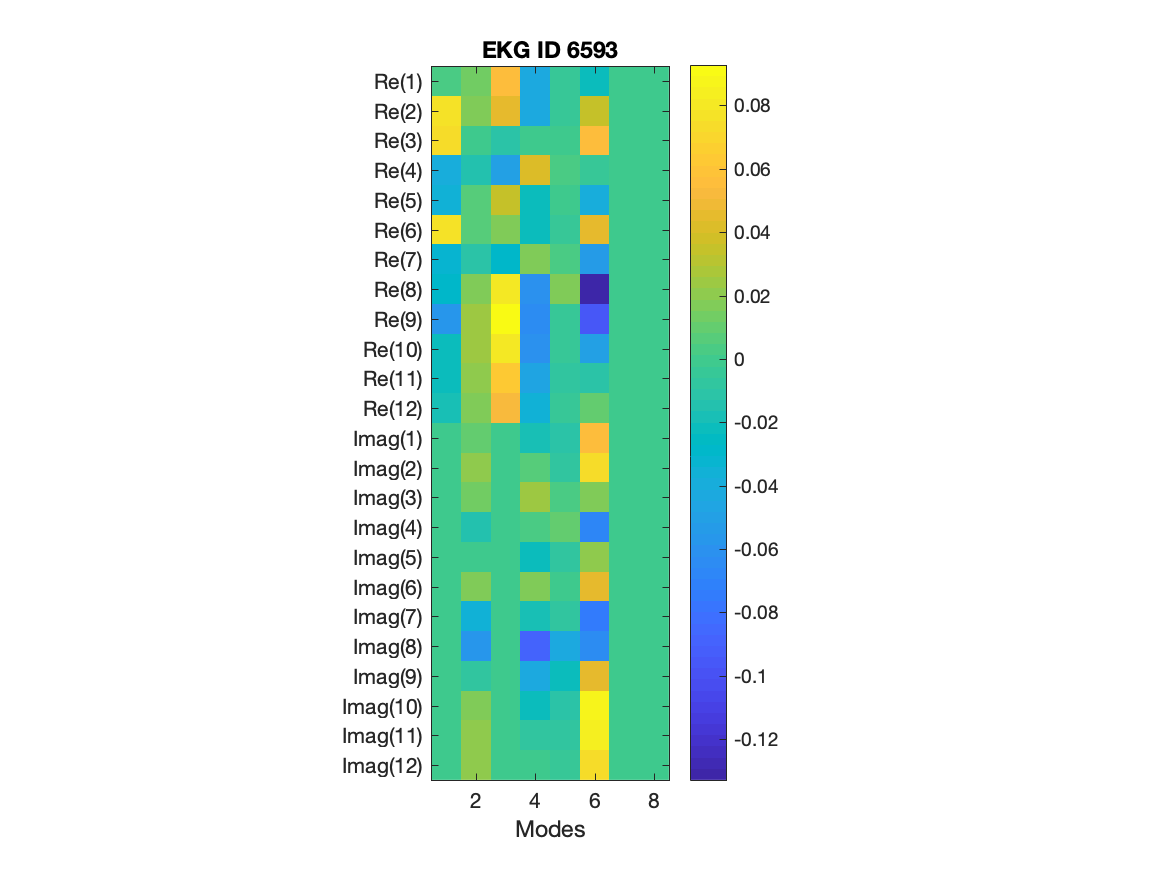 EKG ID 6593
Re(1)
Re(2)
Re(3)
Re(4)
Re(5)
Re(6)
Re(7)
Re(8)
Re(9)
Re(10)
Re(11)
Re(12)
Imag(1)
Imag(2)
Imag(3)
Imag(4)
Imag(5)
Imag(6)
Imag(7)
Imag(8)
Imag(9)
Imag(10)
Imag(11)
Imag(12)
2 4 6 8
Modes
0.08
0.06
0.04
0.02
0
-0.02
-0.04
-0.06
-0.08
-0.1
-0.12